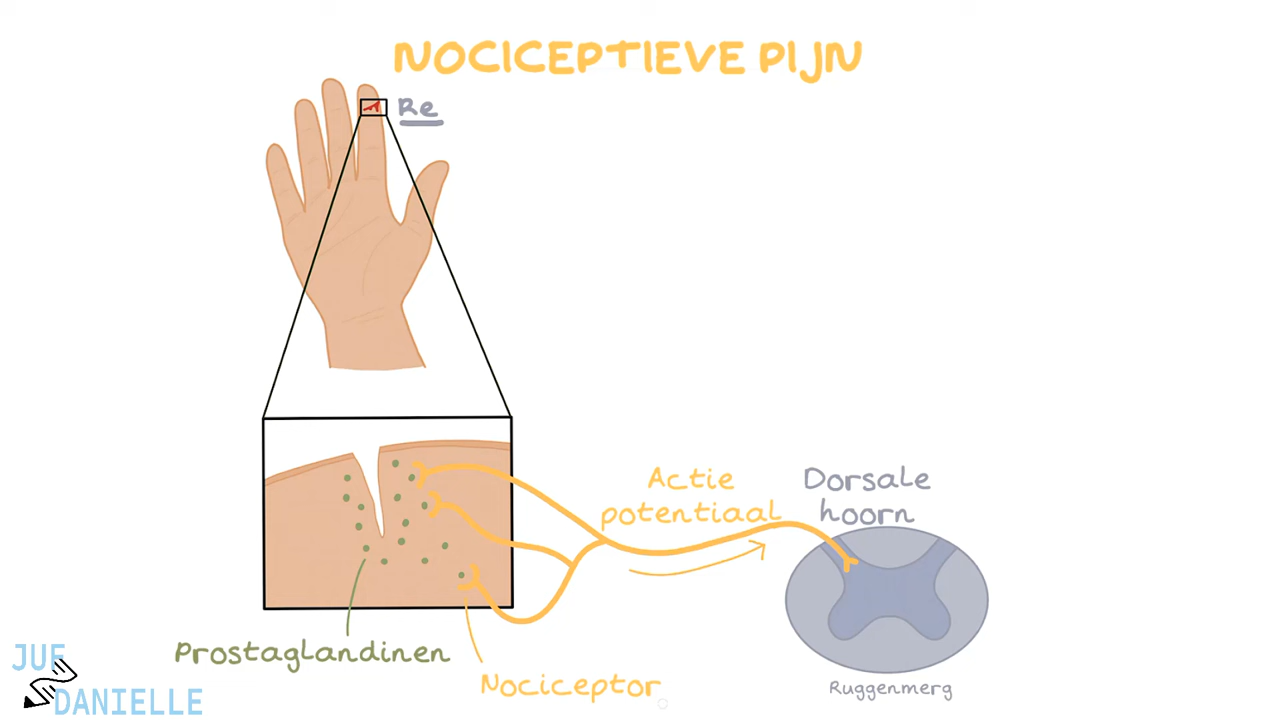 NOCICEPTIEVE PIJN
Re
Actie
potentiaal
Dorsale
hoorn
Prostaglandinen
Nociceptor
Ruggenmerg
JUF
DANIELLE